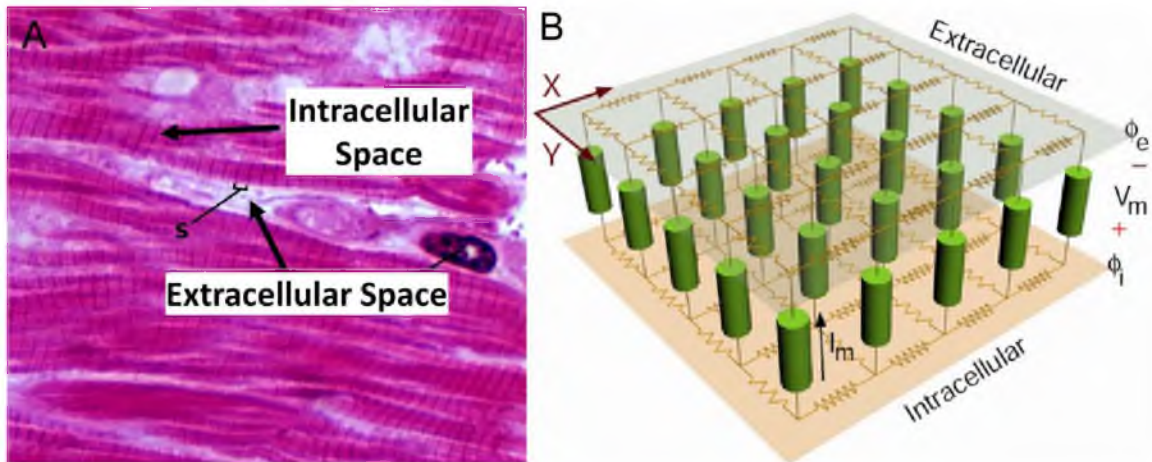 A
Intracellular
Space
s
Extracellular Space
B
Extracellular
X
Y
ϕe
−
Vm
+
ϕi
Im
Intracellular